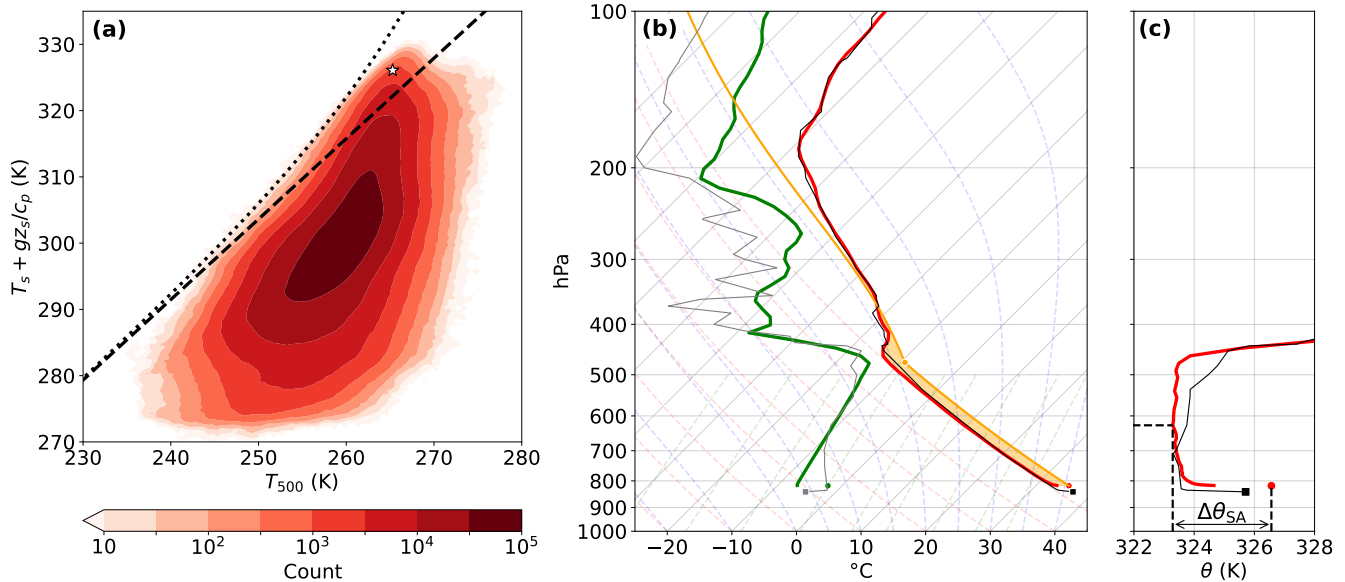 (a)
330
320
310
300
290
280
270
T_s + gz_s/c_p (K)
230 240 250 260 270 280
T_500 (K)
10 10^2 10^3 10^4 10^5
Count
(b)
100
200
300
400
500
600
700
800
900
1000
hPa
−20 −10 0 10 20 30 40
°C
(c)
Δθ_SA
322 324 326 328
θ (K)